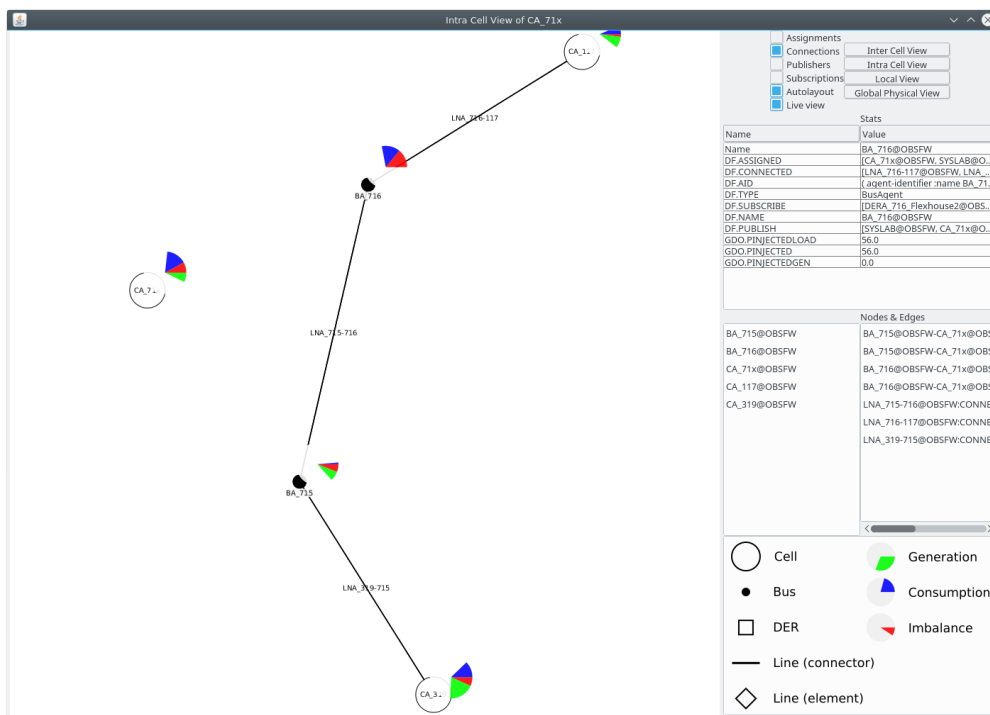 Intra Cell View of CA_71x
CA_1
LNA_716-117
BA_716
CA_7
LNA_715-716
BA_715
LNA_319-715
CA_3
Assignments
Connections Inter Cell View
Publishers Intra Cell View
Subscriptions Local View
Autolayout Global Physical View
Live view
Stats
Name Value
Name BA_716@OBSFW
DF.ASSIGNED [CA_71x@OBSFW, SYSLAB@O...
DF.CONNECTED [LNA_716-117@OBSFW, LNA_...
DF.AID ( agent-identifier :name BA_71...
DF.TYPE BusAgent
DF.SUBSCRIBE [DERA_716_Flexhouse2@OBS...
DF.NAME BA_716@OBSFW
DF.PUBLISH [SYSLAB@OBSFW, CA_71x@O...
GDO.PINJECTEDLOAD 56.0
GDO.PINJECTED 56.0
GDO.PINJECTEDGEN 0.0
Nodes & Edges
BA_715@OBSFW BA_715@OBSFW-CA_71x@OBS
BA_716@OBSFW BA_715@OBSFW-CA_71x@OBS
CA_71x@OBSFW BA_716@OBSFW-CA_71x@OBS
CA_117@OBSFW BA_716@OBSFW-CA_71x@OBS
CA_319@OBSFW LNA_715-716@OBSFW:CONNE
LNA_716-117@OBSFW:CONNE
LNA_319-715@OBSFW:CONNE
Cell Generation
Bus Consumption
DER Imbalance
Line (connector)
Line (element)